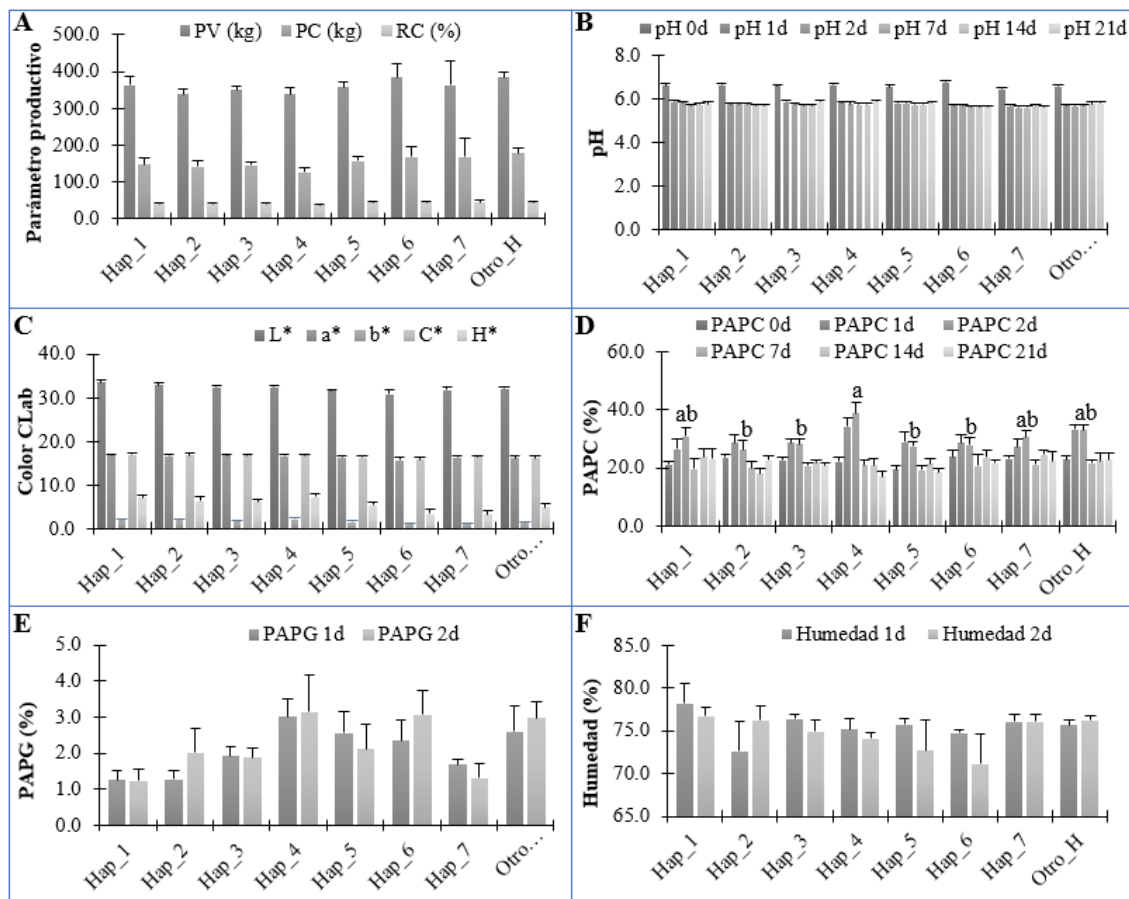 A
PV (kg) PC (kg) RC (%)
Parámetro productivo
500.0
400.0
300.0
200.0
100.0
0.0
Hap_1 Hap_2 Hap_3 Hap_4 Hap_5 Hap_6 Hap_7 Otro_H
B
pH 0d pH 1d pH 2d pH 7d pH 14d pH 21d
pH
8.0
6.0
4.0
2.0
0.0
Hap_1 Hap_2 Hap_3 Hap_4 Hap_5 Hap_6 Hap_7 Otro…
C
L* a* b* C* H*
Color CLab
40.0
30.0
20.0
10.0
0.0
Hap_1 Hap_2 Hap_3 Hap_4 Hap_5 Hap_6 Hap_7 Otro…
D
PAPC 0d PAPC 1d PAPC 2d
PAPC 7d PAPC 14d PAPC 21d
PAPC (%)
60.0
40.0
20.0
0.0
ab b b a b b ab ab
Hap_1 Hap_2 Hap_3 Hap_4 Hap_5 Hap_6 Hap_7 Otro_H
E
PAPG 1d PAPG 2d
PAPG (%)
5.0
4.0
3.0
2.0
1.0
0.0
Hap_1 Hap_2 Hap_3 Hap_4 Hap_5 Hap_6 Hap_7 Otro…
F
Humedad 1d Humedad 2d
Humedad (%)
85.0
80.0
75.0
70.0
65.0
Hap_1 Hap_2 Hap_3 Hap_4 Hap_5 Hap_6 Hap_7 Otro_H